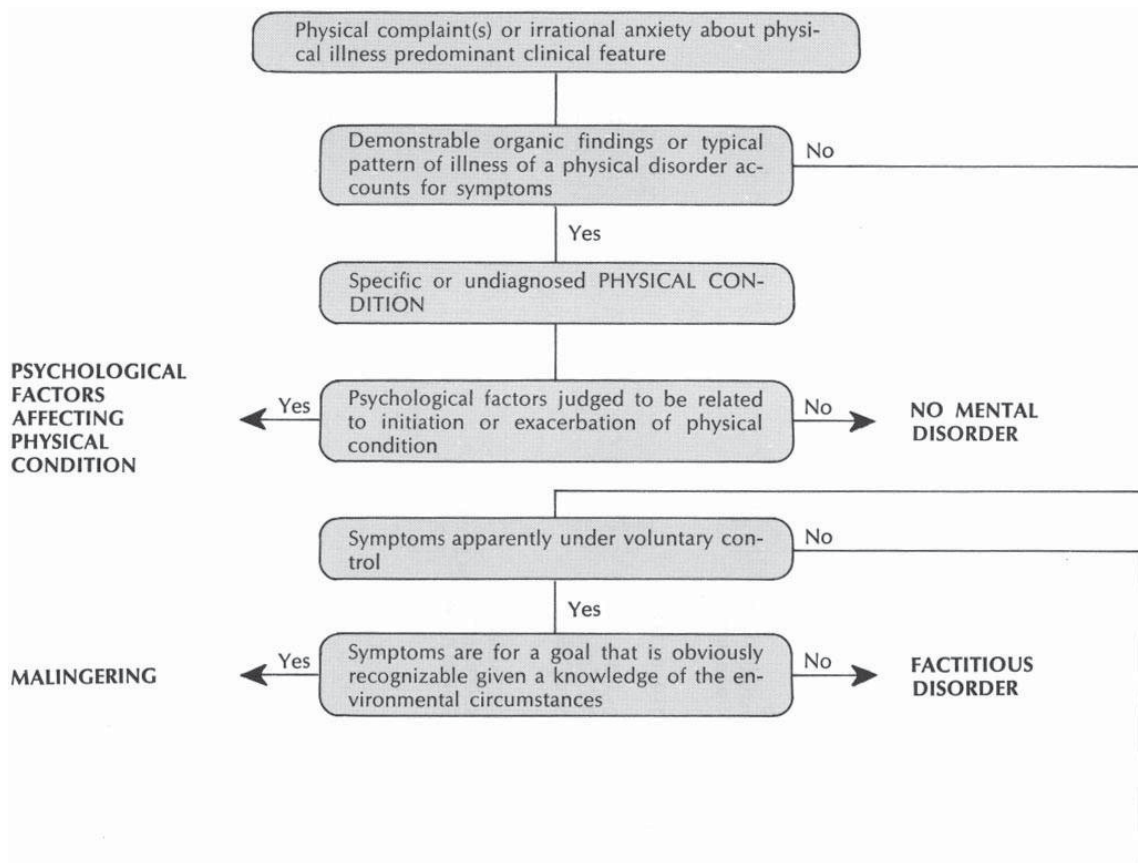 Physical complaint(s) or irrational anxiety about physi-
cal illness predominant clinical feature
Demonstrable organic findings or typical
pattern of illness of a physical disorder ac-
counts for symptoms
No
Yes
Specific or undiagnosed PHYSICAL CON-
DITION
PSYCHOLOGICAL
FACTORS
AFFECTING
PHYSICAL
CONDITION
Yes
Psychological factors judged to be related
to initiation or exacerbation of physical
condition
No
NO MENTAL
DISORDER
Symptoms apparently under voluntary con-
trol
No
Yes
MALINGERING
Yes
Symptoms are for a goal that is obviously
recognizable given a knowledge of the en-
vironmental circumstances
No
FACTITIOUS
DISORDER